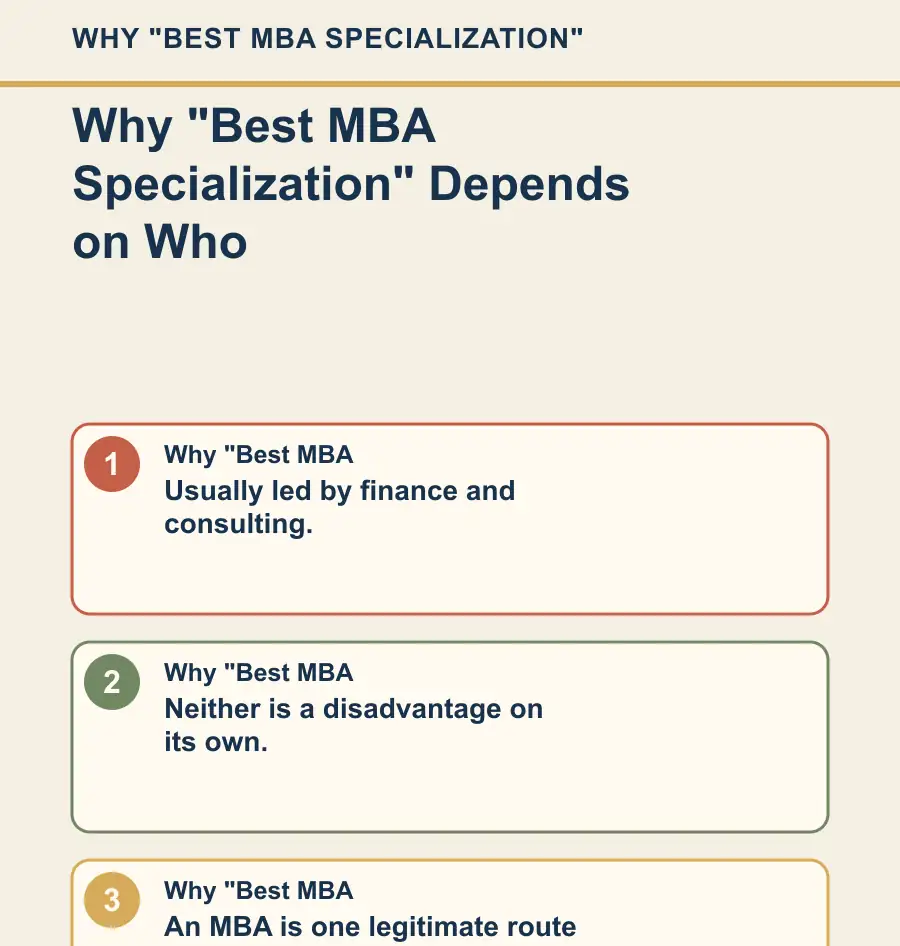 WHY "BEST MBA SPECIALIZATION"
Why "Best MBA
Specialization" Depends
on Who
1
Why "Best MBA
Usually led by finance and
consulting.
2
Why "Best MBA
Neither is a disadvantage on
its own.
3
Why "Best MBA
An MBA is one legitimate route